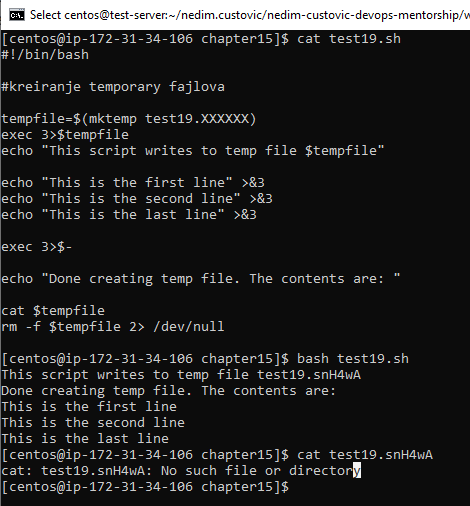 Select centos@test-server:~/nedim.custovic/nedim-custovic-devops-mentorship/w
[centos@ip-172-31-34-106 chapter15]$ cat test19.sh
#!/bin/bash
#kreiranje temporary fajlova
tempfile=$(mktemp test19.XXXXXX)
exec 3>$tempfile
echo "This script writes to temp file $tempfile"
echo "This is the first line" >&3
echo "This is the second line" >&3
echo "This is the last line" >&3
exec 3>$-
echo "Done creating temp file. The contents are: "
cat $tempfile
rm -f $tempfile 2> /dev/null
[centos@ip-172-31-34-106 chapter15]$ bash test19.sh
This script writes to temp file test19.snH4wA
Done creating temp file. The contents are:
This is the first line
This is the second line
This is the last line
[centos@ip-172-31-34-106 chapter15]$ cat test19.snH4wA
cat: test19.snH4wA: No such file or directory
[centos@ip-172-31-34-106 chapter15]$